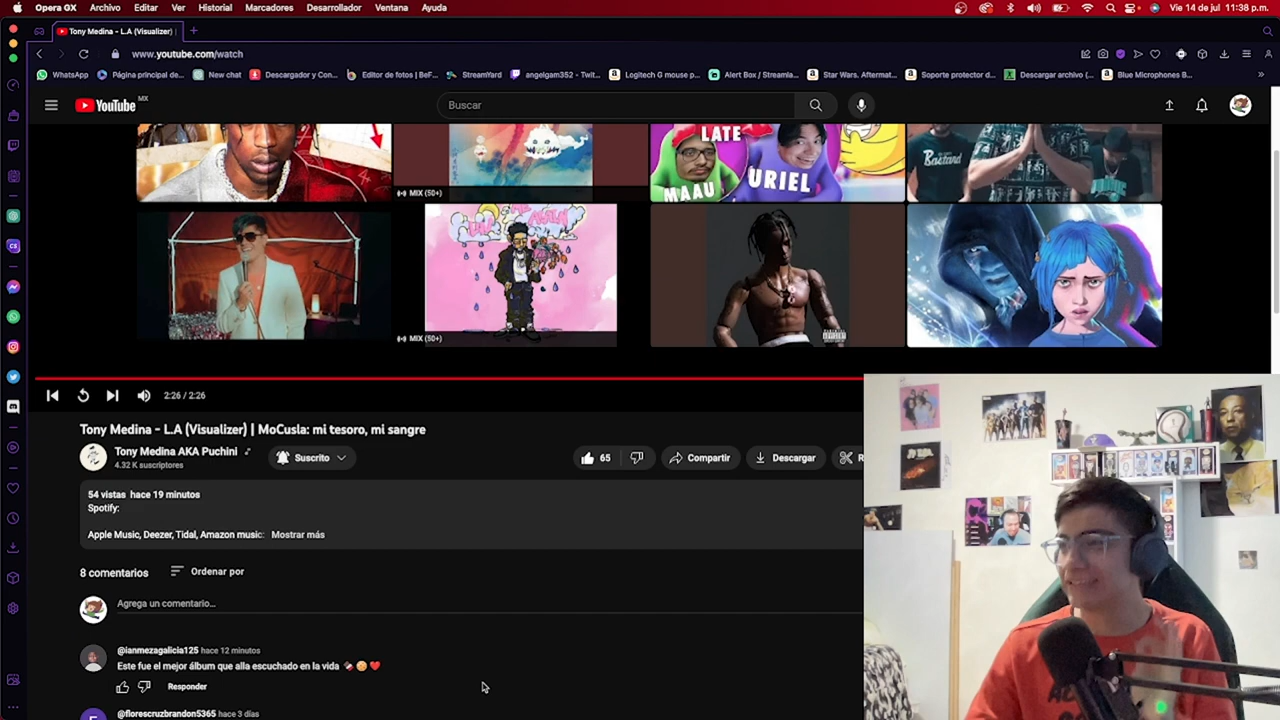 Opera GX Archivo Editar Ver Historial Marcadores Desarrollador Ventana Ayuda Vie 14 de jul 11:38 p.m.
Tony Medina - L.A (Visualizer) |
www.youtube.com/watch
WhatsApp Página principal de... New chat Descargador y Con... Editor de fotos | BeF... StreamYard angelgam352 - Twit... Logitech G mouse p... Alert Box | Streamla... Star Wars. Aftermat... Soporte protector d... Descargar archivo (... Blue Microphones B...
YouTube MX
Buscar
LATE
MAAU
URIEL
Bastard
MIX (50+)
MIX (50+)
2:26 / 2:26
Tony Medina - L.A (Visualizer) | MoCusla: mi tesoro, mi sangre
Tony Medina AKA Puchini
4.32 K suscriptores
Suscrito
65
Compartir
Descargar
R
54 vistas hace 19 minutos
Spotify:
Apple Music, Deezer, Tidal, Amazon music: Mostrar más
8 comentarios
Ordenar por
Agrega un comentario...
@ianmezagalicia125 hace 12 minutos
Este fue el mejor álbum que alla escuchado en la vida 
Responder
@florescruzbrandon5365 hace 3 días